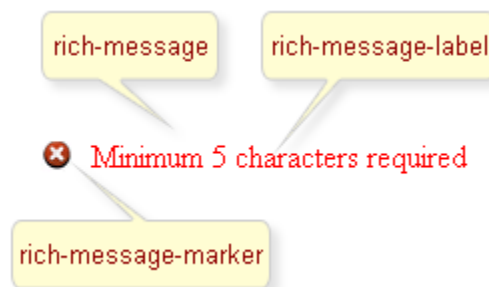 rich-message
rich-message-label
Minimum 5 characters required
rich-message-marker